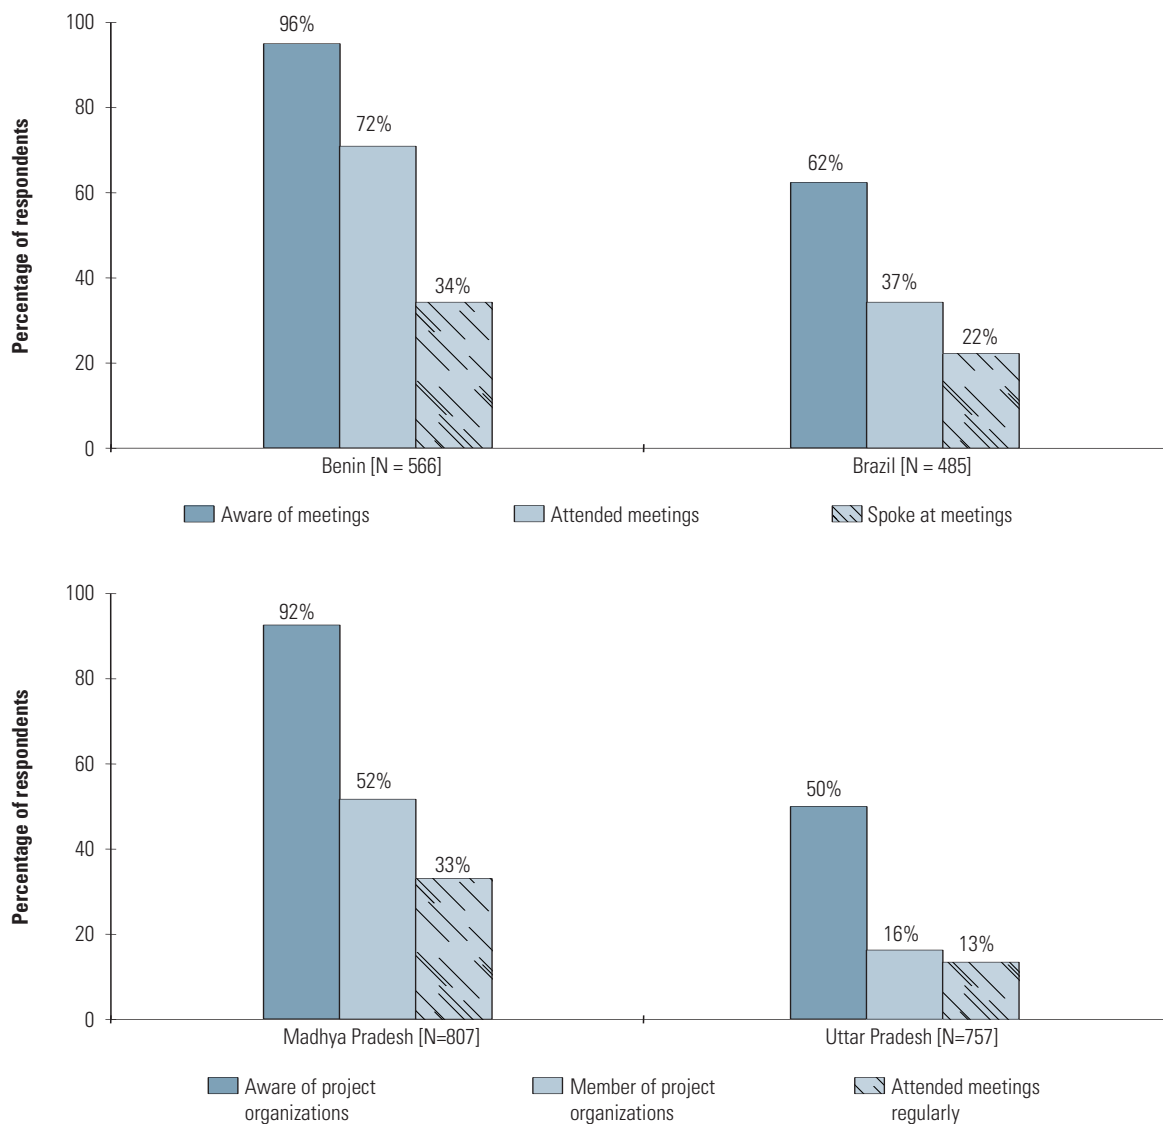 Percentage of respondents
100
80
60
40
20
0
96%
72%
34%
62%
37%
22%
Benin [N = 566]
Brazil [N = 485]
Aware of meetings
Attended meetings
Spoke at meetings
Percentage of respondents
100
80
60
40
20
0
92%
52%
33%
50%
16%
13%
Madhya Pradesh [N=807]
Uttar Pradesh [N=757]
Aware of project
organizations
Member of project
organizations
Attended meetings
regularly